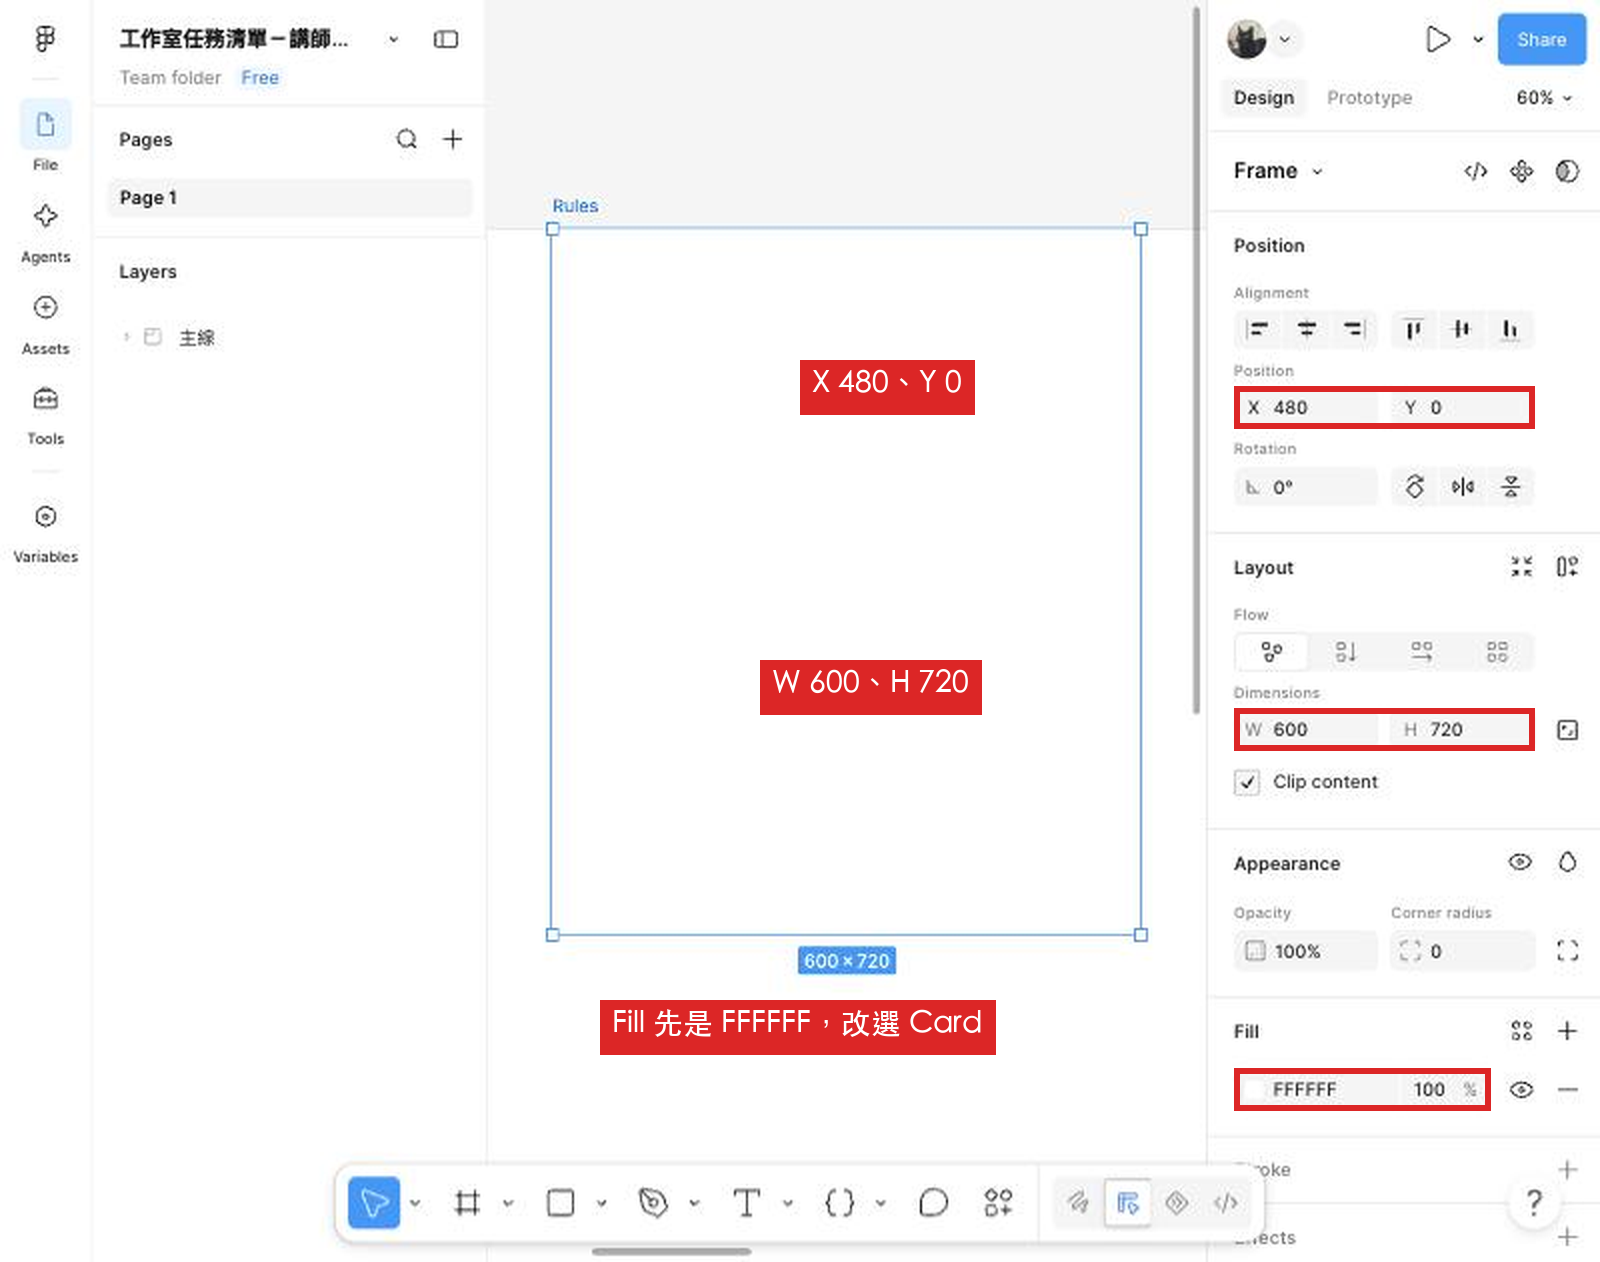 工作室任務清單－講師...
Team folder Free
File
Agents
Assets
Tools
Variables
Pages
Page 1
Layers
主線
Rules
X 480、Y 0
W 600、H 720
600 × 720
Fill 先是 FFFFFF，改選 Card
Share
Design Prototype 60%
Frame
Position
Alignment
Position
X 480 Y 0
Rotation
0°
Layout
Flow
Dimensions
W 600 H 720
Clip content
Appearance
Opacity Corner radius
100% 0
Fill
FFFFFF 100 %
?